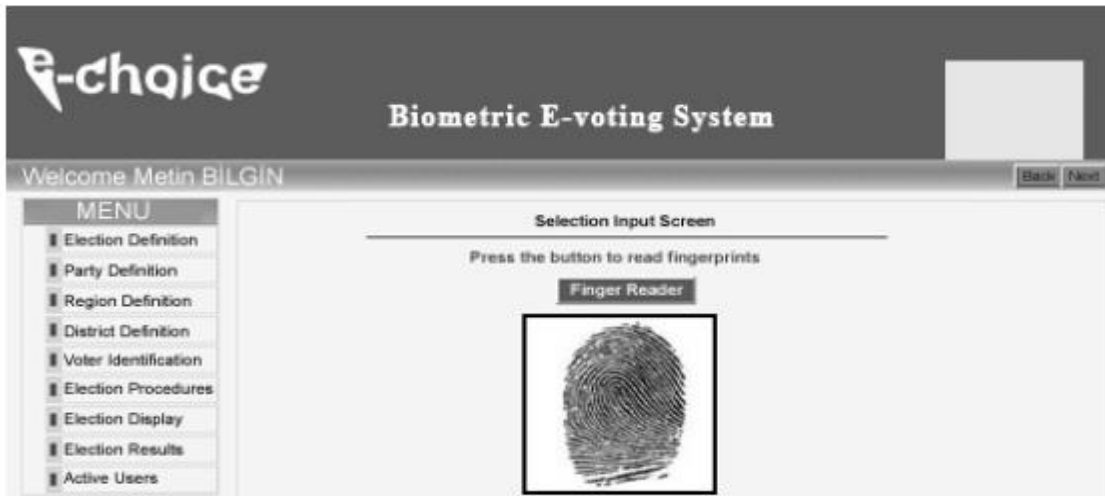 e-choice
Biometric E-voting System
Welcome Metin BİLGİN
Back Next
MENU
Election Definition
Party Definition
Region Definition
District Definition
Voter Identification
Election Procedures
Election Display
Election Results
Active Users
Selection Input Screen
Press the button to read fingerprints
Finger Reader